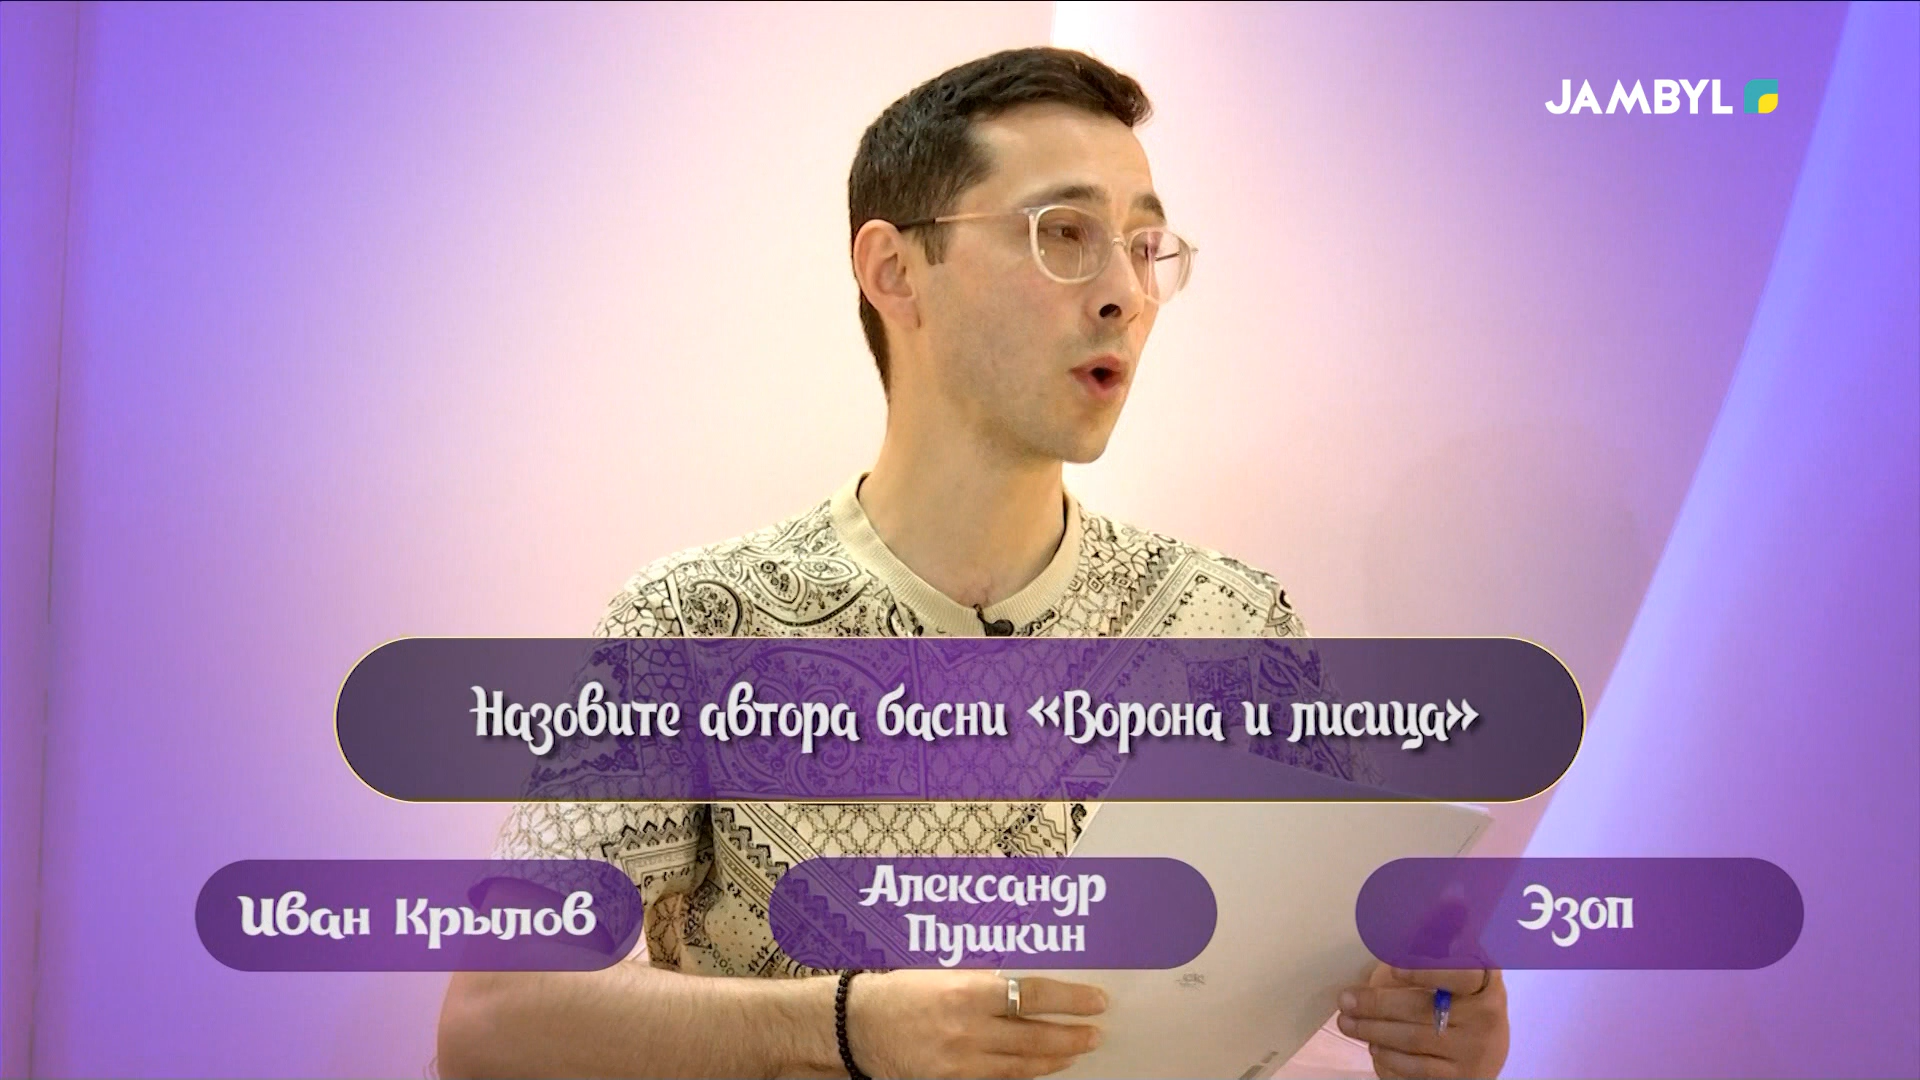 JAMBYL
Назовите автора басни «Ворона и лисица»
Иван Крылов
Александр
Пушкин
Эзоп